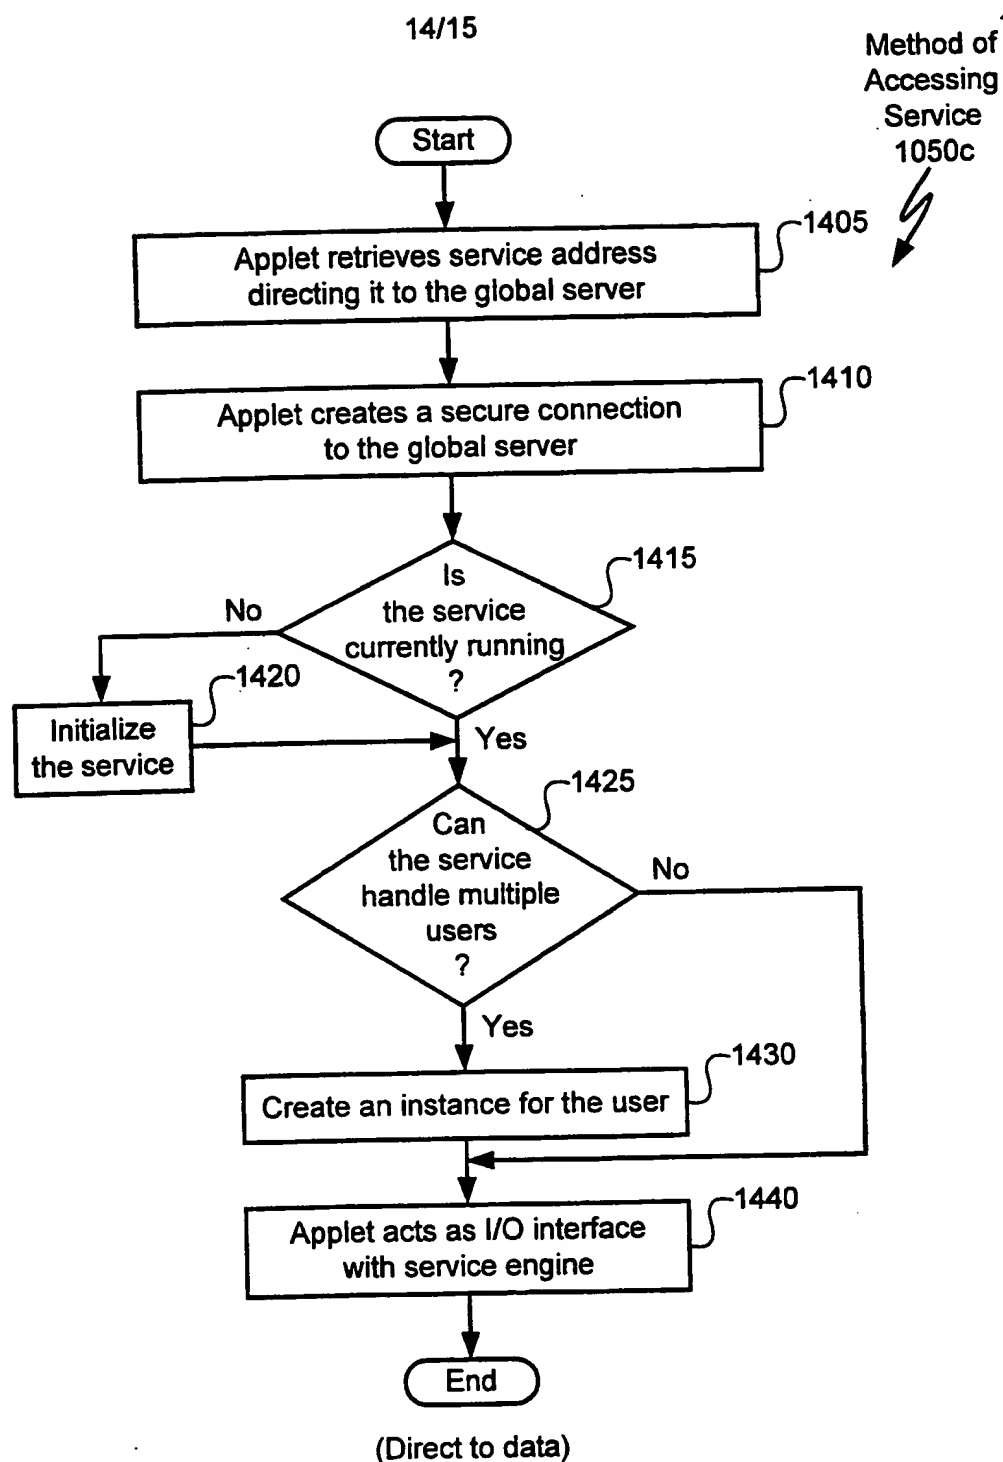 14/15
Method of
Accessing
Service
1050c
Start
1405
Applet retrieves service address
directing it to the global server
1410
Applet creates a secure connection
to the global server
1415
Is
the service
currently running
?
No
1420
Initialize
the service
Yes
1425
Can
the service
handle multiple
users
?
No
Yes
1430
Create an instance for the user
1440
Applet acts as I/O interface
with service engine
End
(Direct to data)